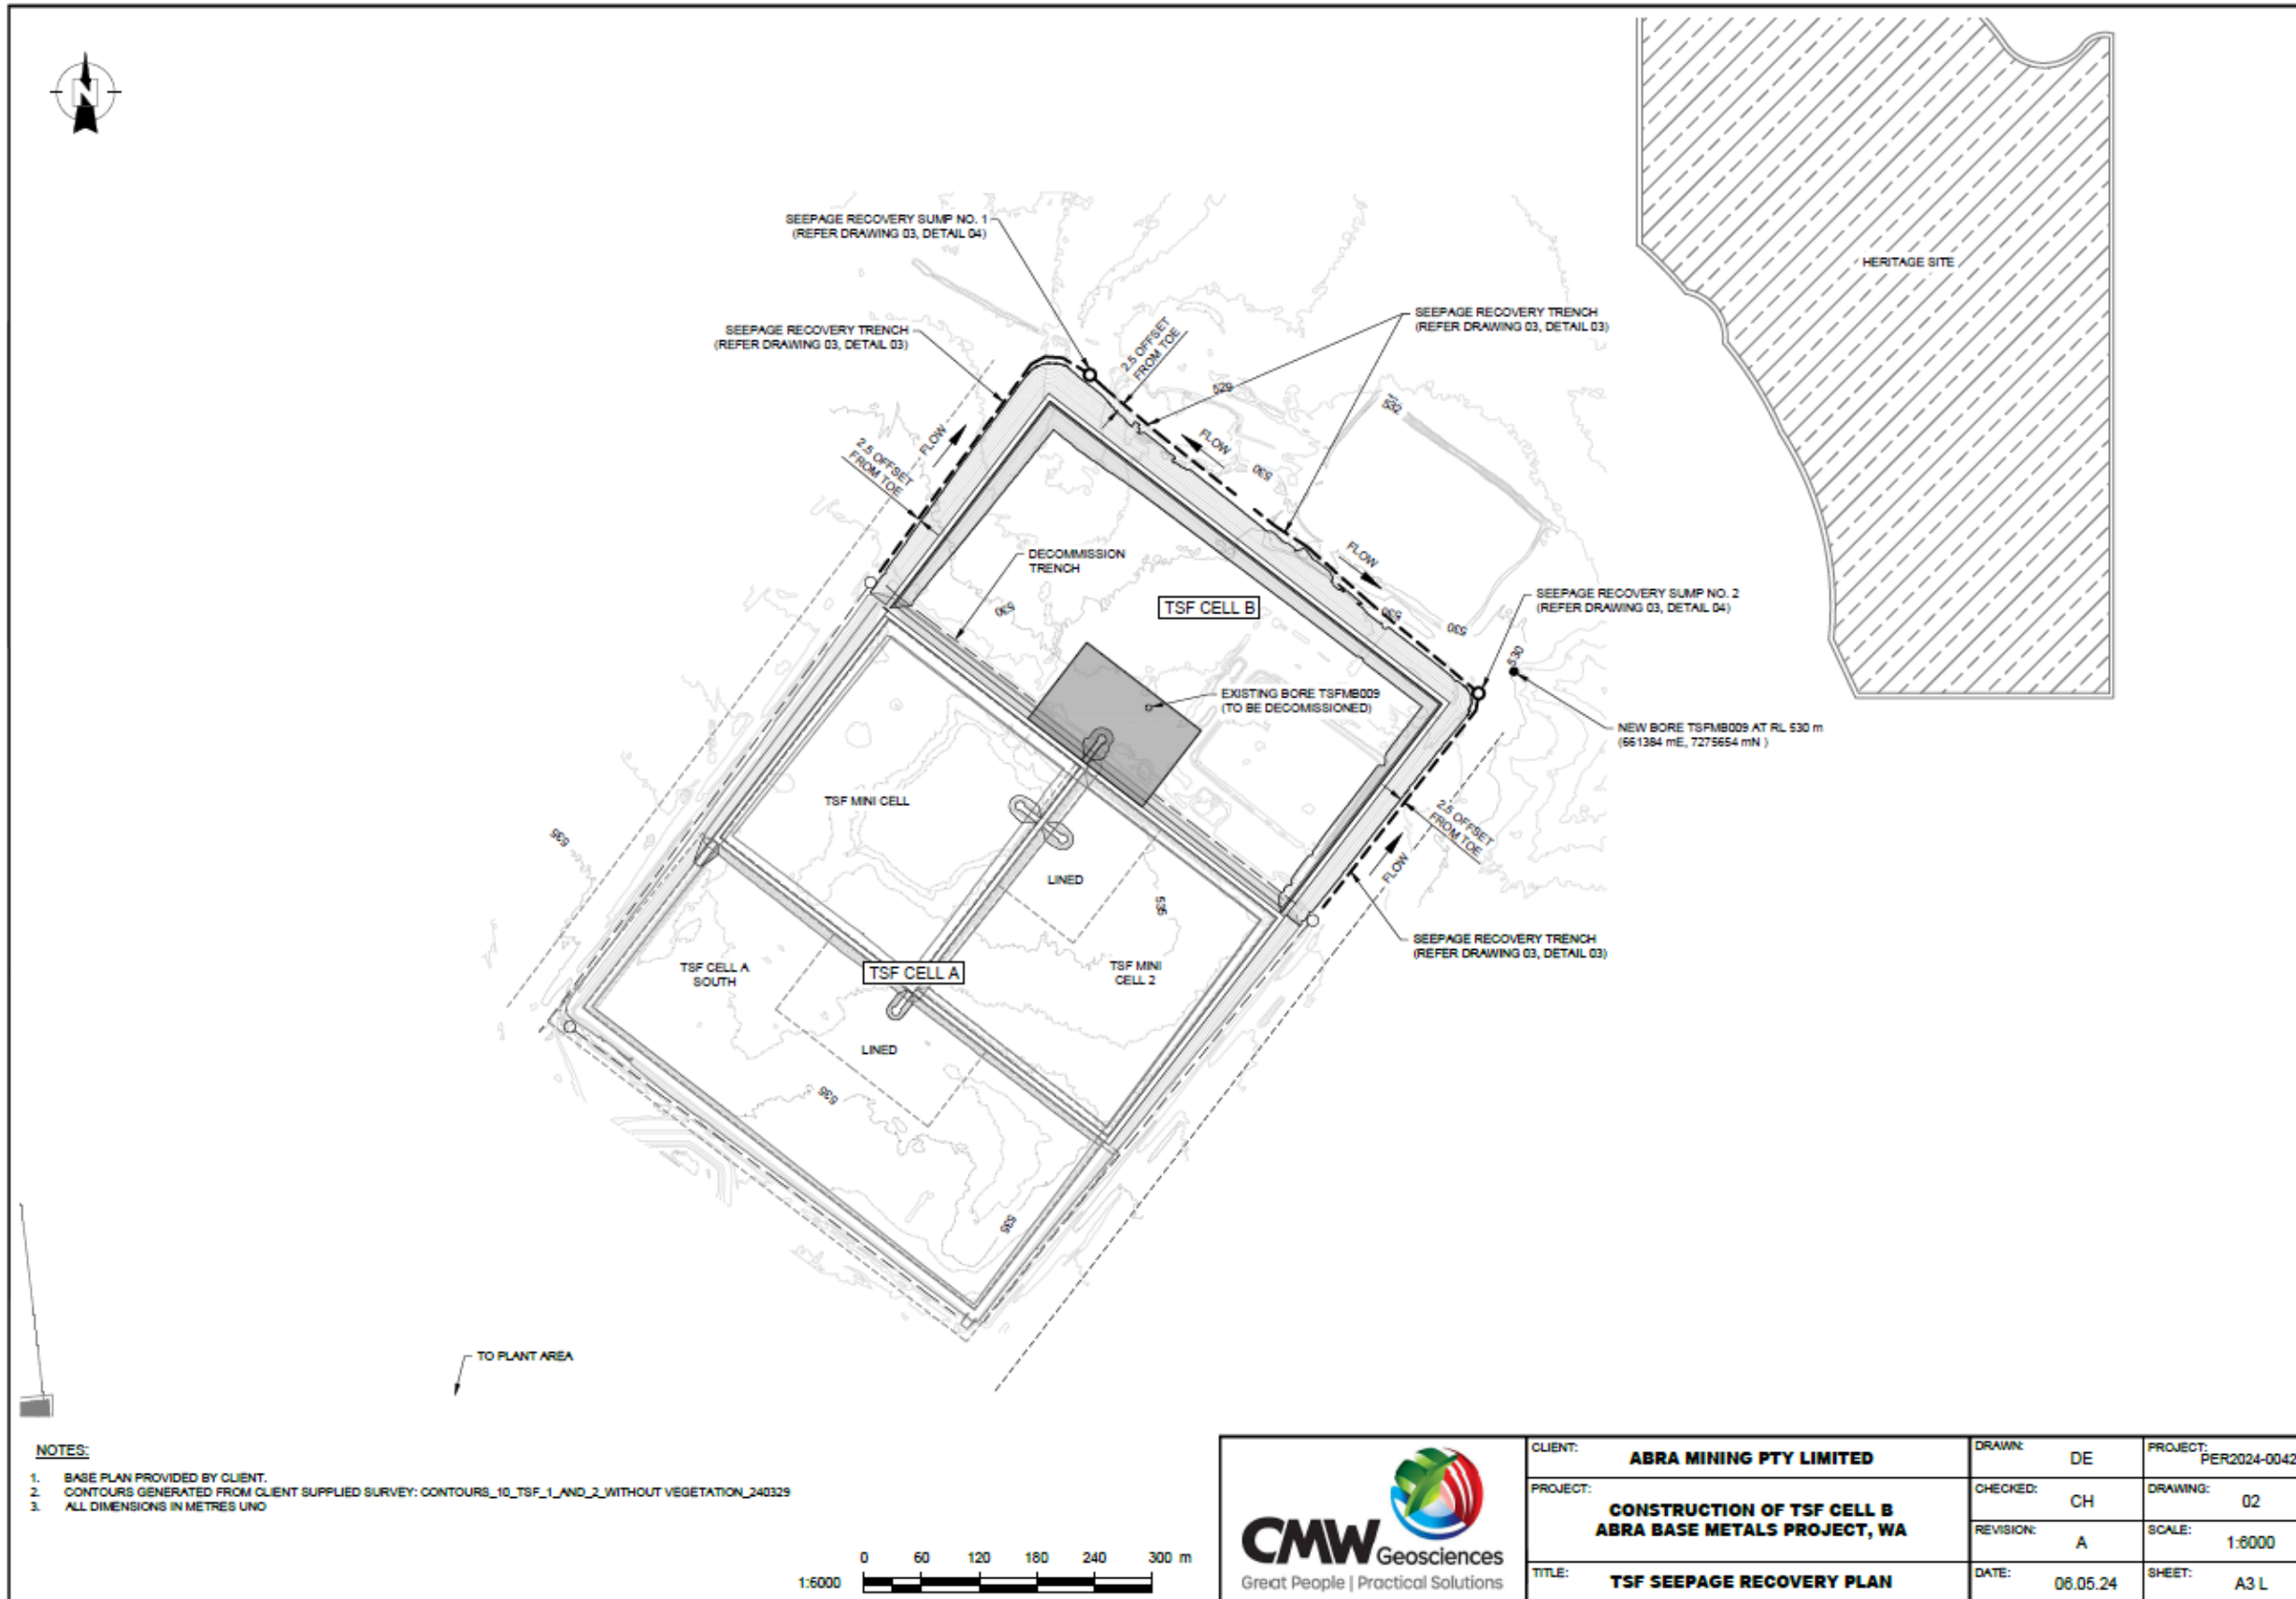 N
HERITAGE SITE
SEEPAGE RECOVERY SUMP NO. 1
(REFER DRAWING 03, DETAIL 04)
SEEPAGE RECOVERY TRENCH
(REFER DRAWING 03, DETAIL 03)
2.5 OFFSET
FROM TOE
SEEPAGE RECOVERY TRENCH
(REFER DRAWING 03, DETAIL 03)
529
532
FLOW
2.5 OFFSET
FROM TOE
FLOW
530
FLOW
DECOMMISSION
TRENCH
530
TSF CELL B
530
530
SEEPAGE RECOVERY SUMP NO. 2
(REFER DRAWING 03, DETAIL 04)
530
EXISTING BORE TSFMB009
(TO BE DECOMISSIONED)
NEW BORE TSFMB009 AT RL 530 m
(661384 mE, 7275654 mN )
TSF MINI CELL
535
2.5 OFFSET
FROM TOE
FLOW
LINED
535
SEEPAGE RECOVERY TRENCH
(REFER DRAWING 03, DETAIL 03)
TSF CELL A
SOUTH
TSF CELL A
TSF MINI
CELL 2
LINED
535
535
TO PLANT AREA
NOTES:
1. BASE PLAN PROVIDED BY CLIENT.
2. CONTOURS GENERATED FROM CLIENT SUPPLIED SURVEY: CONTOURS_10_TSF_1_AND_2_WITHOUT VEGETATION_240329
3. ALL DIMENSIONS IN METRES UNO
0 60 120 180 240 300 m
1:6000
CMW Geosciences
Great People | Practical Solutions
CLIENT: ABRA MINING PTY LIMITED
PROJECT: CONSTRUCTION OF TSF CELL B
ABRA BASE METALS PROJECT, WA
TITLE: TSF SEEPAGE RECOVERY PLAN
DRAWN: DE
PROJECT: PER2024-0042
CHECKED: CH
DRAWING: 02
REVISION: A
SCALE: 1:6000
DATE: 06.05.24
SHEET: A3 L